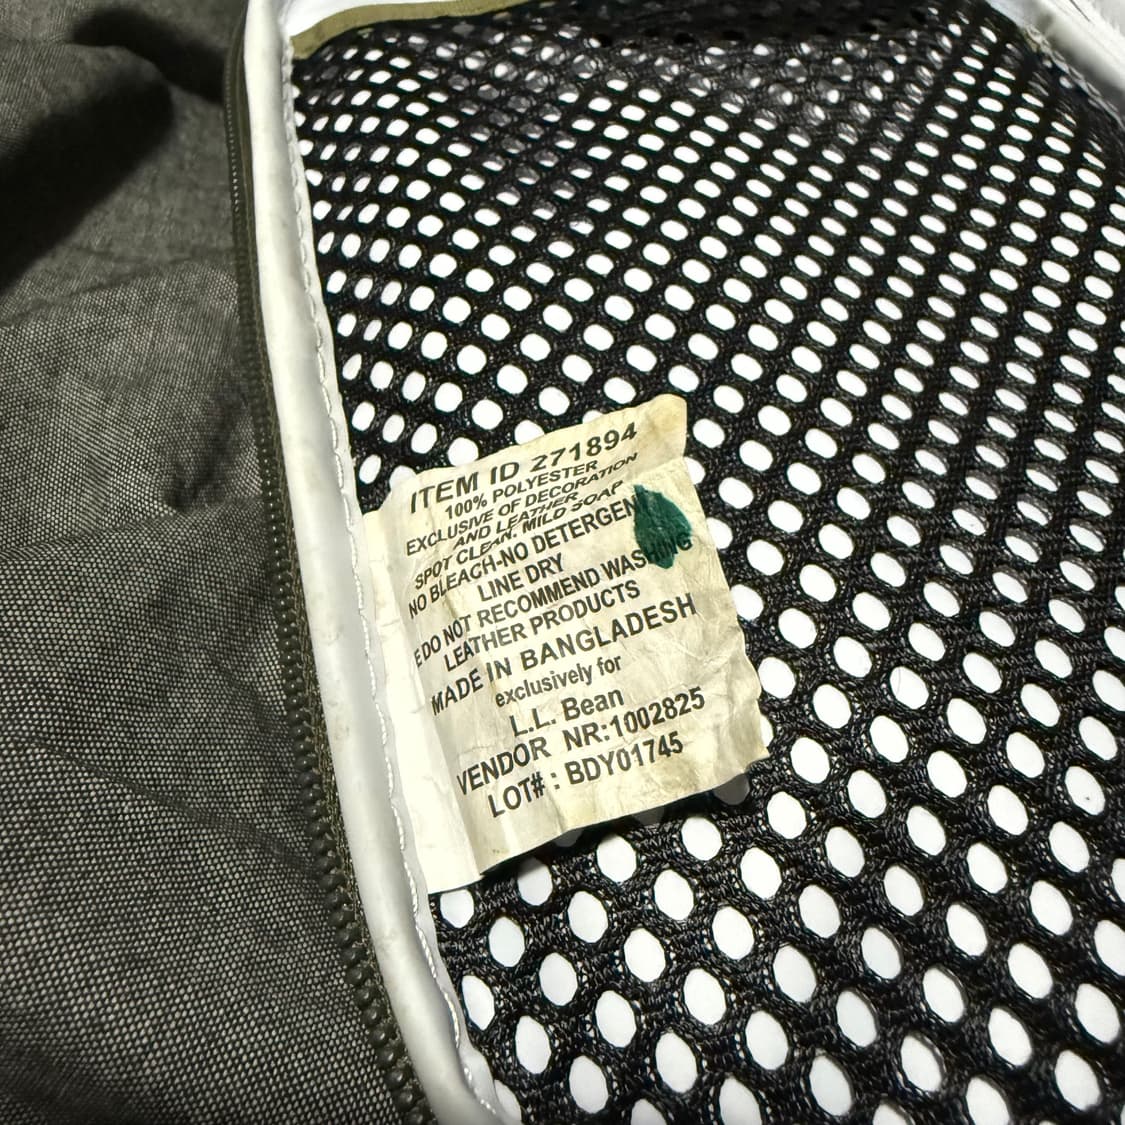 ITEM ID 271894
100% POLYESTER
EXCLUSIVE OF DECORATION
AND LEATHER
SPOT CLEAN. MILD SOAP
NO BLEACH-NO DETERGEN
LINE DRY
E DO NOT RECOMMEND WASHING
LEATHER PRODUCTS
MADE IN BANGLADESH
exclusively for
L.L. Bean
VENDOR NR:1002825
LOT# : BDY01745